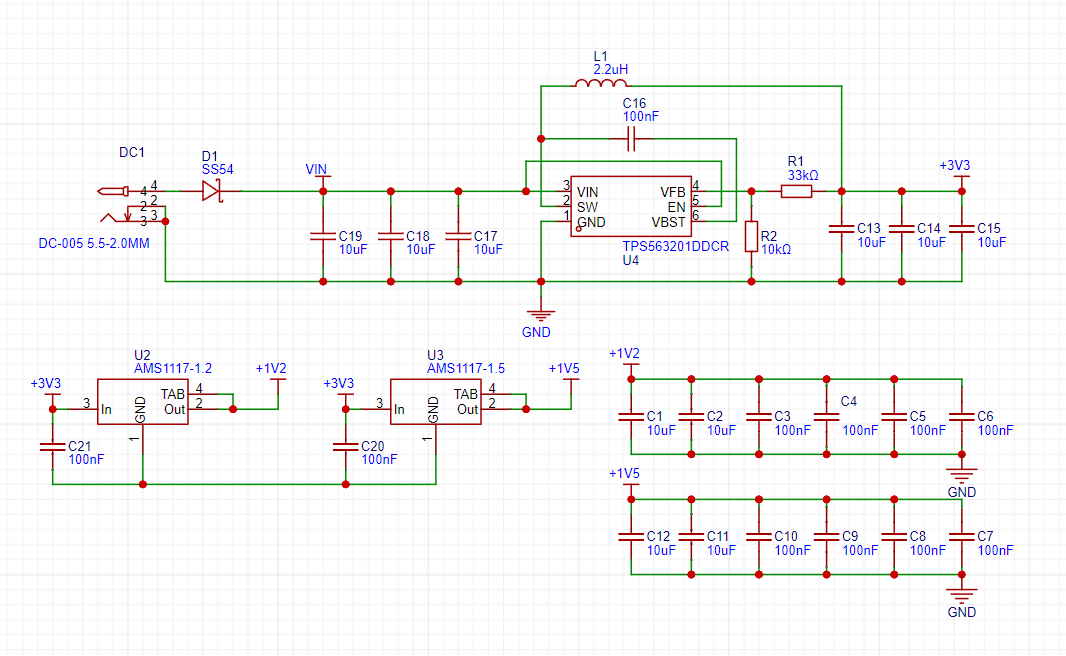 L1
2.2uH
C16
100nF
DC1
D1
SS54
VIN
R1
33kΩ
+3V3
4
4
2
2
3
3
DC-005 5.5-2.0MM
3
VIN
VFB
4
2
SW
EN
5
1
GND
VBST
6
TPS563201DDCR
U4
R2
10kΩ
C19
10uF
C18
10uF
C17
10uF
C13
10uF
C14
10uF
C15
10uF
GND
U2
AMS1117-1.2
+3V3
+1V2
3
In
GND
TAB
4
Out
2
1
C21
100nF
U3
AMS1117-1.5
+3V3
+1V5
3
In
GND
TAB
4
Out
2
1
C20
100nF
+1V2
C1
10uF
C2
10uF
C3
100nF
C4
100nF
C5
100nF
C6
100nF
GND
+1V5
C12
10uF
C11
10uF
C10
100nF
C9
100nF
C8
100nF
C7
100nF
GND